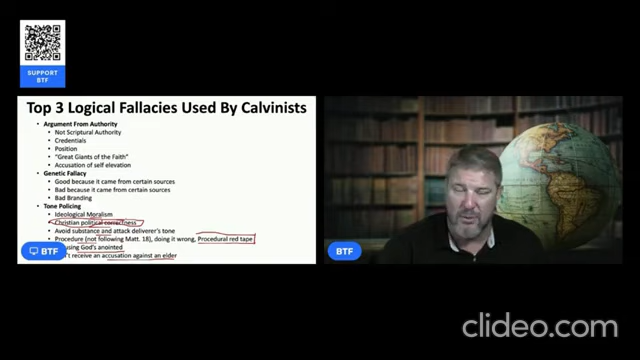 SUPPORT
BTF
Top 3 Logical Fallacies Used By Calvinists
• Argument From Authority
• Not Scriptural Authority
• Credentials
• Position
• "Great Giants of the Faith"
• Accusation of self elevation
• Genetic Fallacy
• Good because it came from certain sources
• Bad because it came from certain sources
• Bad Branding
• Tone Policing
• Ideological Moralism
Christian political correctness
• Avoid substance and attack deliverer's tone
• Procedure (not following Matt. 18), doing it wrong, Procedural red tape
God's anointed
receive an accusation against an elder
BTF
BTF
clideo.com